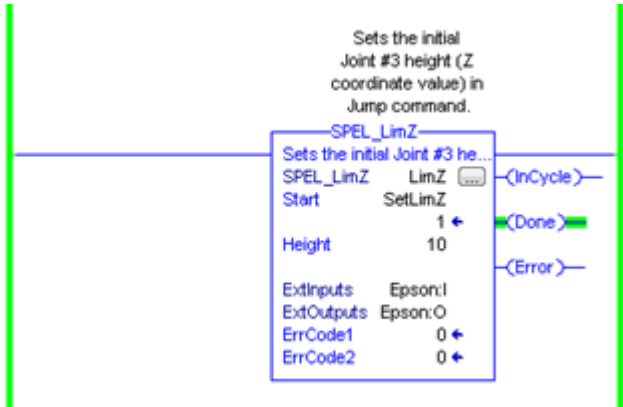 Sets the initial
Joint #3 height (Z
coordinate value) in
Jump command.
SPEL_LimZ
Sets the initial Joint #3 he...
SPEL_LimZ LimZ ... (InCycle)
Start SetLimZ
1 (Done)
Height 10
(Error)
ExtInputs Epson:I
ExtOutputs Epson:O
ErrCode1 0
ErrCode2 0